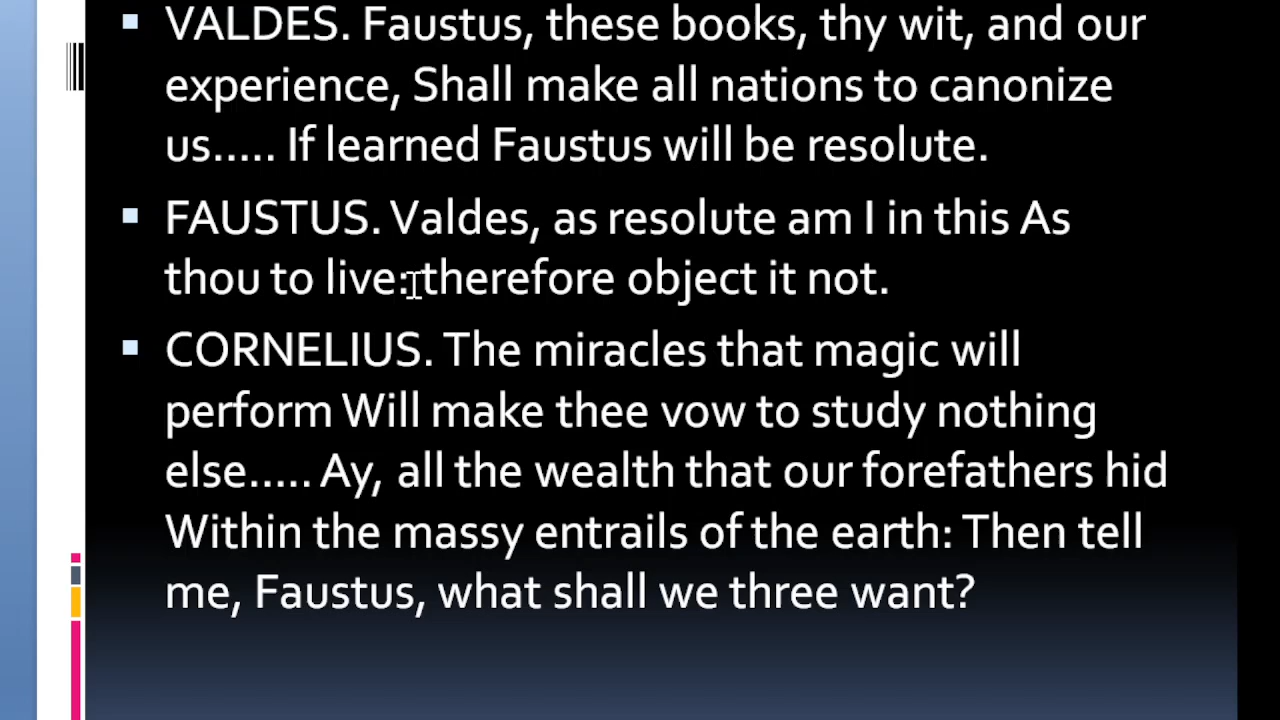 VALDES. Faustus, these books, thy wit, and our
experience, Shall make all nations to canonize
us..... If learned Faustus will be resolute.
FAUSTUS. Valdes, as resolute am I in this As
thou to live: therefore object it not.
CORNELIUS. The miracles that magic will
perform Will make thee vow to study nothing
else..... Ay, all the wealth that our forefathers hid
Within the massy entrails of the earth: Then tell
me, Faustus, what shall we three want?